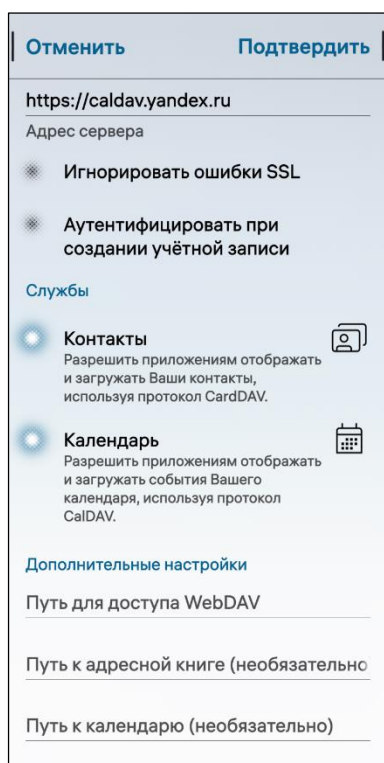 Отменить Подтвердить
https://caldav.yandex.ru
Адрес сервера
Игнорировать ошибки SSL
Аутентифицировать при
создании учётной записи
Службы
Контакты
Разрешить приложениям отображать
и загружать Ваши контакты,
используя протокол CardDAV.
Календарь
Разрешить приложениям отображать
и загружать события Вашего
календаря, используя протокол
CalDAV.
Дополнительные настройки
Путь для доступа WebDAV
Путь к адресной книге (необязательно
Путь к календарю (необязательно)